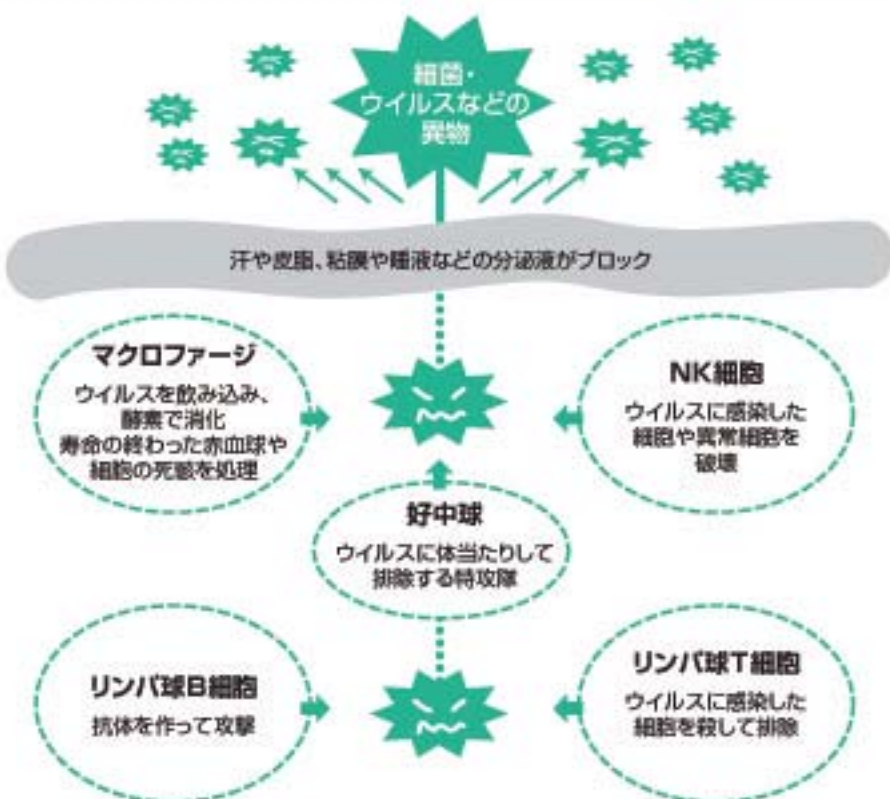 細菌・
ウイルスなどの
異物
汗や皮脂、粘膜や唾液などの分泌液がブロック
マクロファージ
ウイルスを飲み込み、
酵素で消化
寿命の終わった赤血球や
細胞の死骸を処理
NK細胞
ウイルスに感染した
細胞や異常細胞を
破壊
好中球
ウイルスに体当たりして
排除する特攻隊
リンパ球B細胞
抗体を作って攻撃
リンパ球T細胞
ウイルスに感染した
細胞を殺して排除